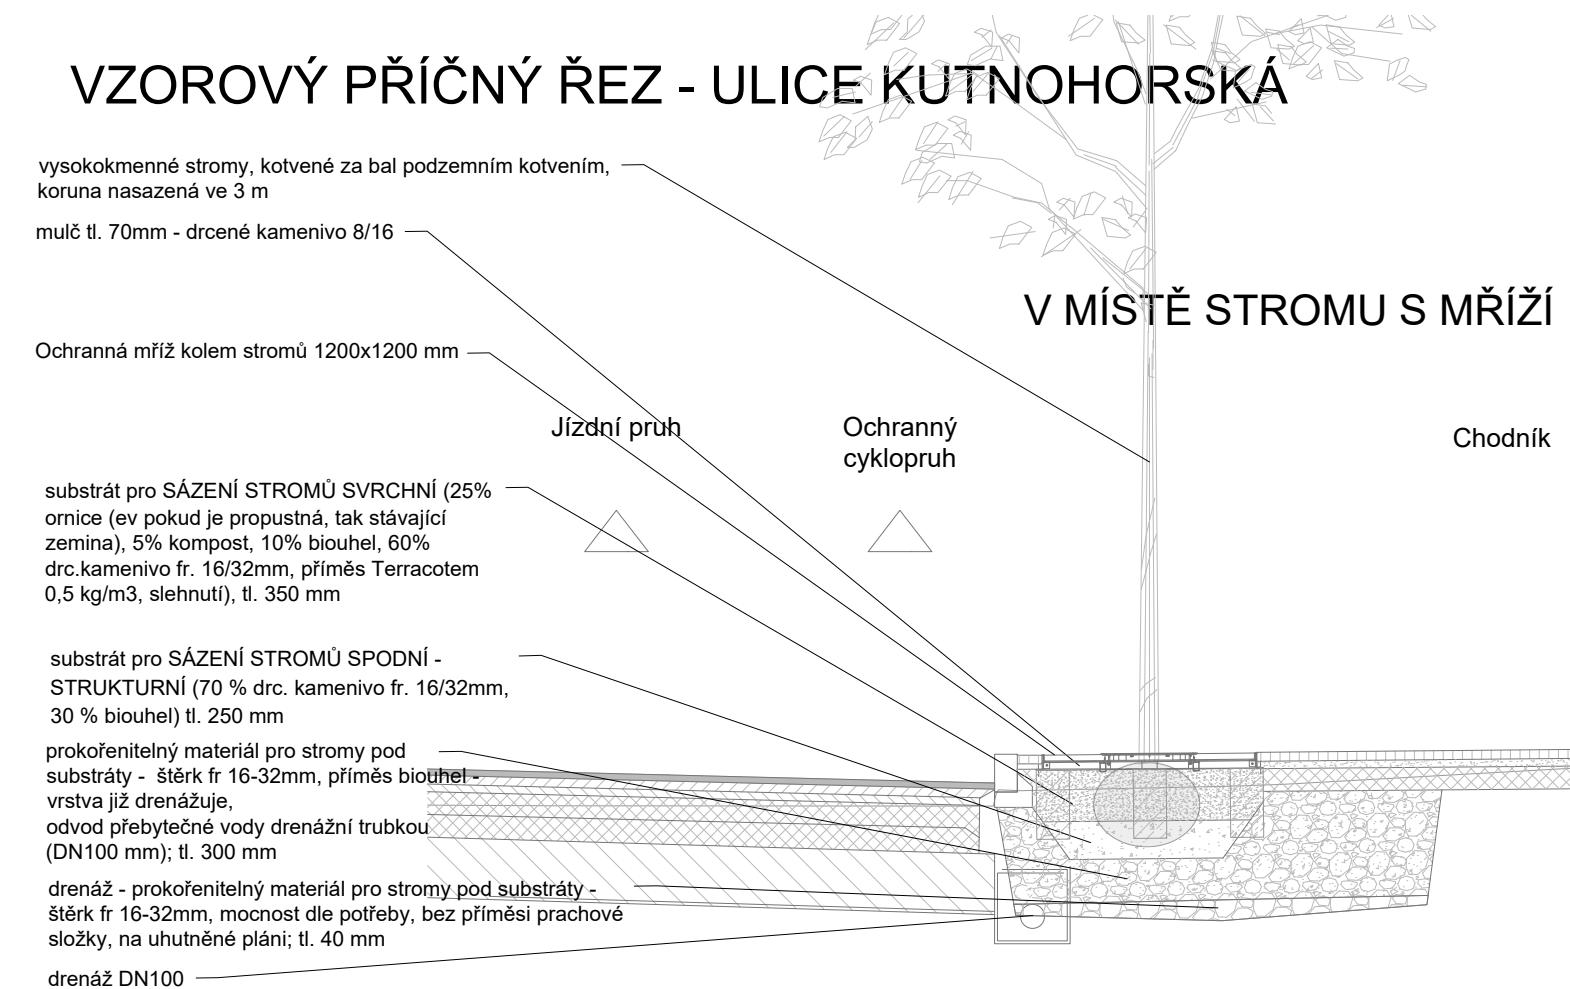 VZOROVÝ PŘÍČNÝ ŘEZ - ULICE KUTNOHORSKÁ
vysokokmenné stromy, kotvené za bal podzemním kotvením,
koruna nasazená ve 3 m
mulč tl. 70mm - drcené kamenivo 8/16
V MÍSTĚ STROMU S MŘÍŽÍ
Ochranná mříž kolem stromů 1200x1200 mm
Jízdní pruh
Ochranný
cyklopruh
Chodník
substrát pro SÁZENÍ STROMŮ SVRCHNÍ (25%
ornice (ev pokud je propustná, tak stávající
zemina), 5% kompost, 10% biouhel, 60%
drc.kamenivo fr. 16/32mm, příměs Terracotem
0,5 kg/m3, slehnutí), tl. 350 mm
substrát pro SÁZENÍ STROMŮ SPODNÍ -
STRUKTURNÍ (70 % drc. kamenivo fr. 16/32mm,
30 % biouhel) tl. 250 mm
prokořenitelný materiál pro stromy pod
substráty - štěrk fr 16-32mm, příměs biouhel -
vrstva již drenážuje,
odvod přebytečné vody drenážní trubkou
(DN100 mm); tl. 300 mm
drenáž - prokořenitelný materiál pro stromy pod substráty -
štěrk fr 16-32mm, mocnost dle potřeby, bez příměsi prachové
složky, na uhutněné pláni; tl. 40 mm
drenáž DN100